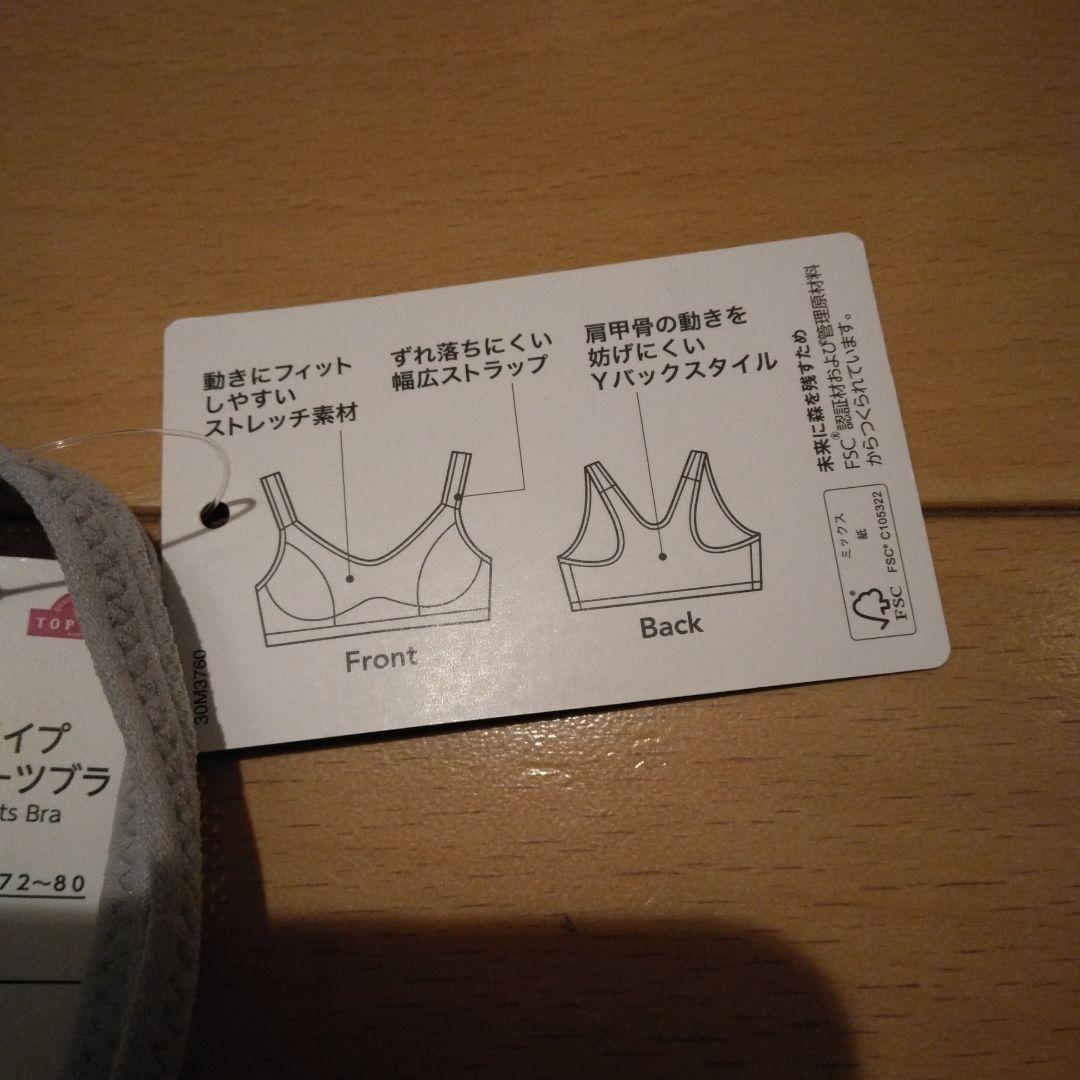 動きにフィット
しやすい
ストレッチ素材
ずれ落ちにくい
幅広ストラップ
肩甲骨の動きを
妨げにくい
Yバックスタイル
Front
Back
未来に森を残すため
FSC®認証材および管理原材料
からつくられています。
ミックス
紙
FSC® C105322
FSC
30M3760
TOP
イプ
ーツブラ
ts Bra
72~80